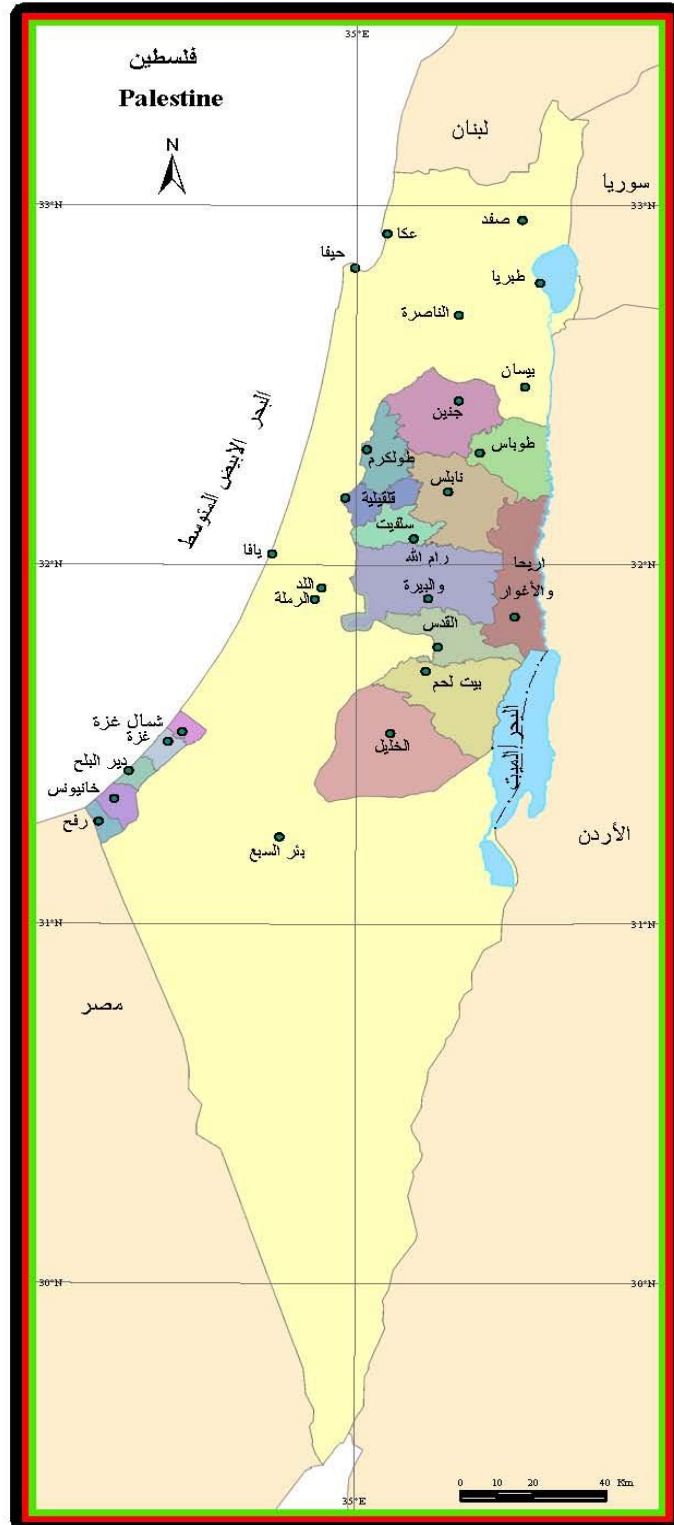 35°E
فلسطين
Palestine
N
لبنان
سوريا
33°N
33°N
صفد
عكا
حيفا
طبريا
الناصرة
بيسان
جنين
البحر الابيض المتوسط
طوباس
طولكرم
نابلس
قلقيلية
سلفيت
يافا
32°N
32°N
رام الله
والبيرة
اريحا
والأغوار
اللد
الرملة
القدس
بيت لحم
البحر الميت
شمال غزة
غزة
الخليل
دير البلح
خانيونس
رفح
بئر السبع
الأردن
31°N
31°N
مصر
30°N
30°N
0 10 20 40 Km
35°E